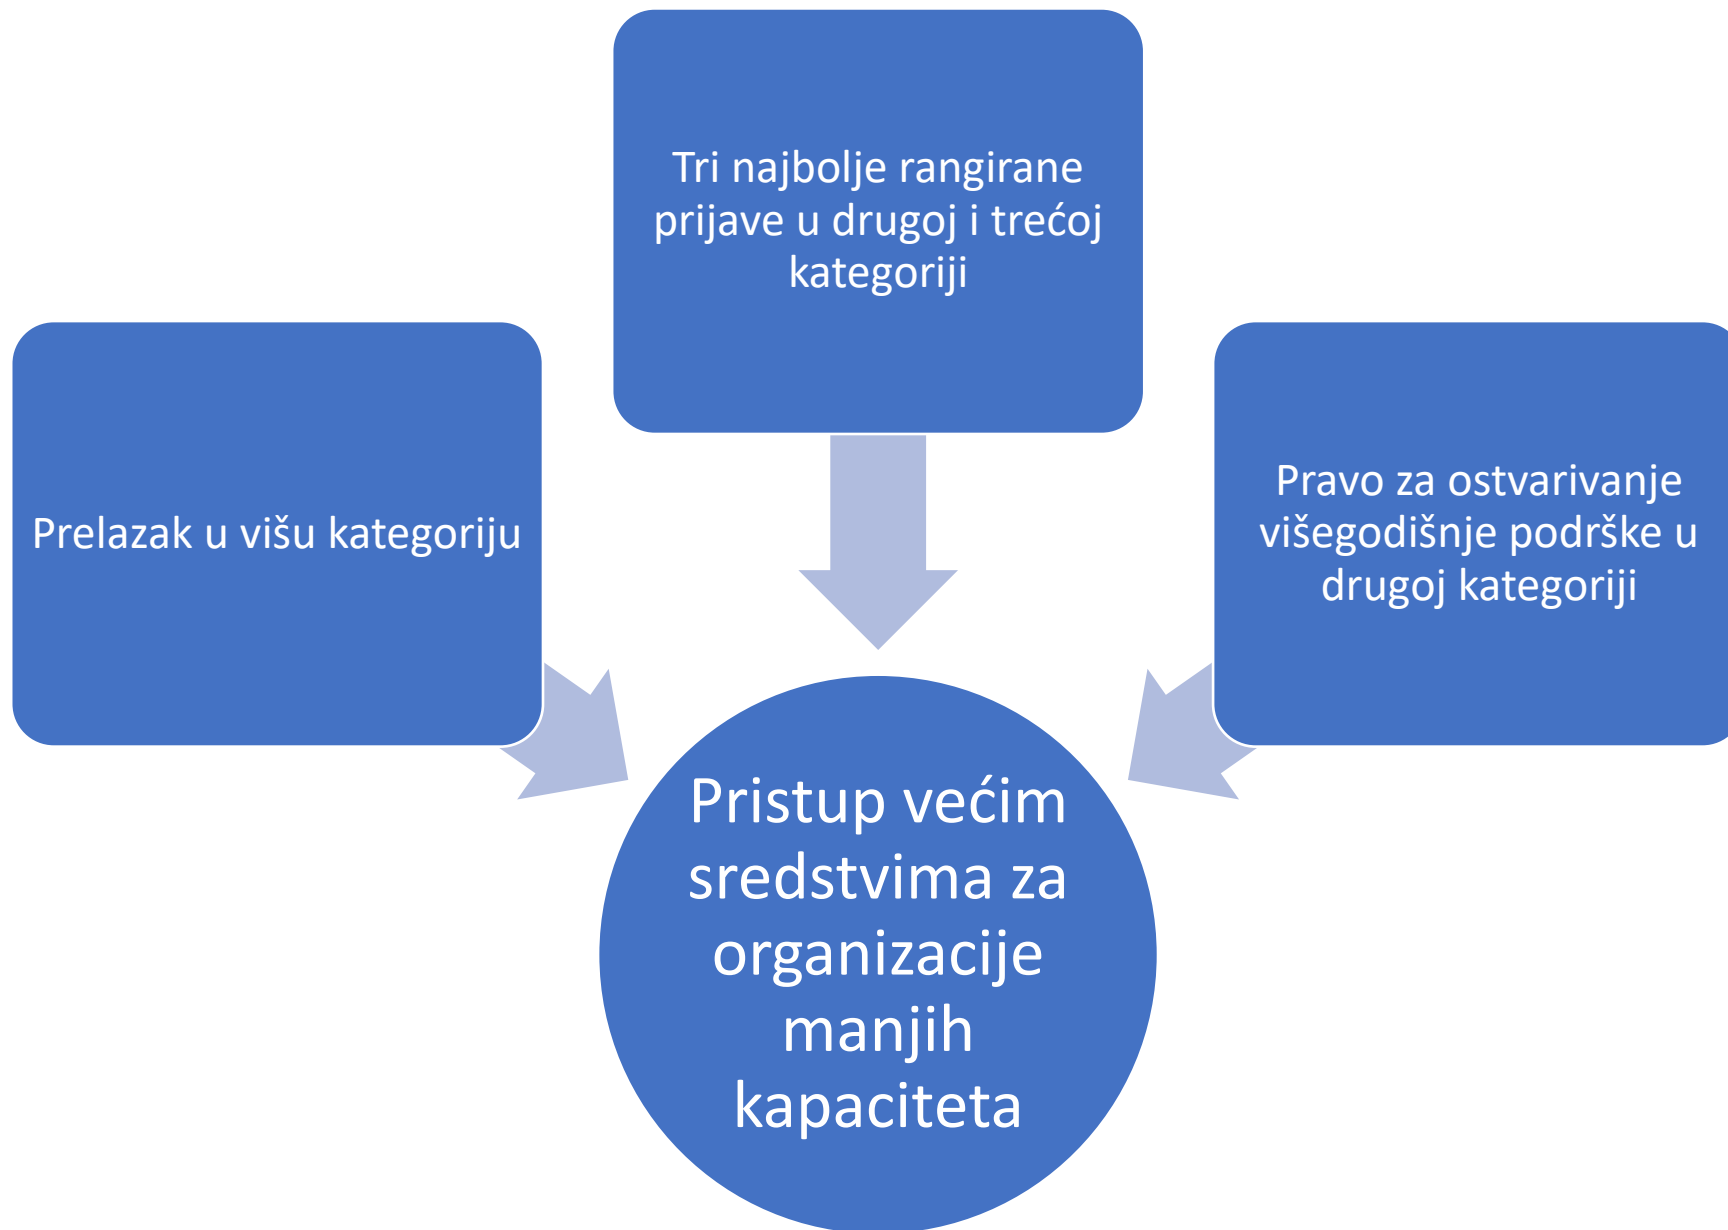 Tri najbolje rangirane
prijave u drugoj i trećoj
kategoriji
Prelazak u višu kategoriju
Pravo za ostvarivanje
višegodišnje podrške u
drugoj kategoriji
Pristup većim
sredstvima za
organizacije
manjih
kapaciteta